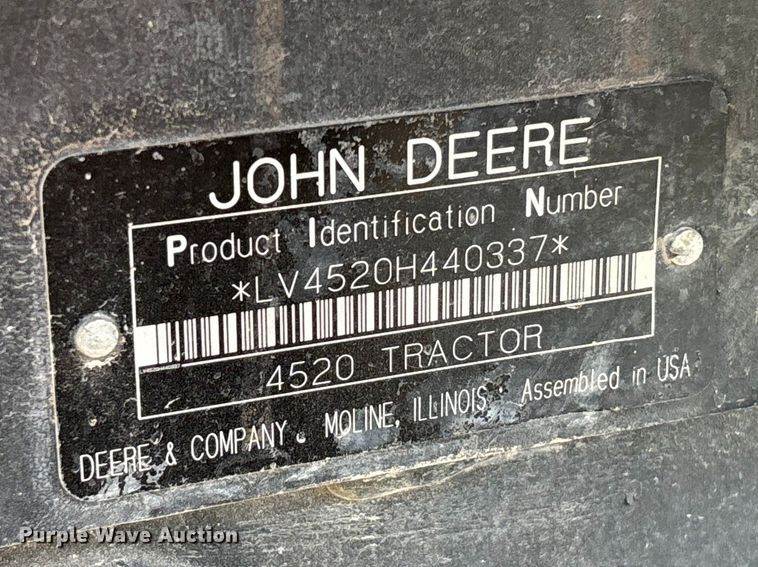 JOHN DEERE
Product Identification Number
*LV4520H440337*
4520 TRACTOR
DEERE & COMPANY . MOLINE, ILLINOIS. Assembled in USA
Purple Wave Auction